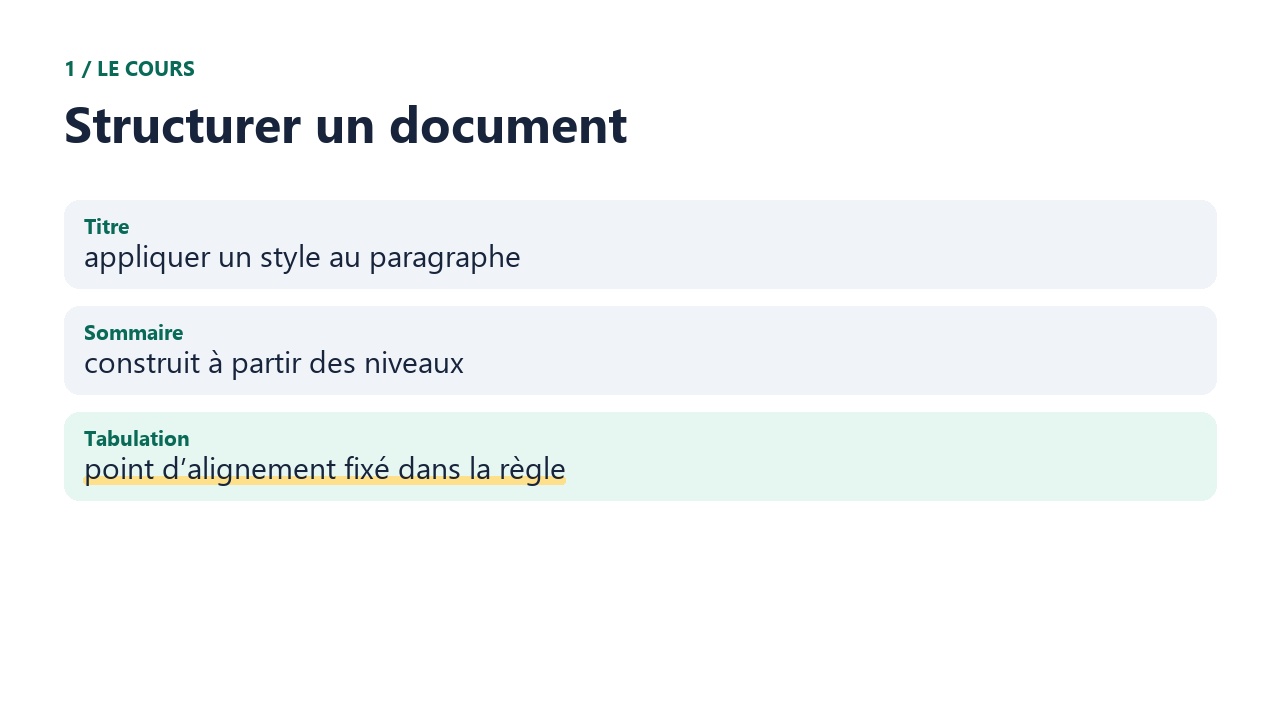 1 / LE COURS
Structurer un document
Titre
appliquer un style au paragraphe
Sommaire
construit à partir des niveaux
Tabulation
point d’alignement fixé dans la règle